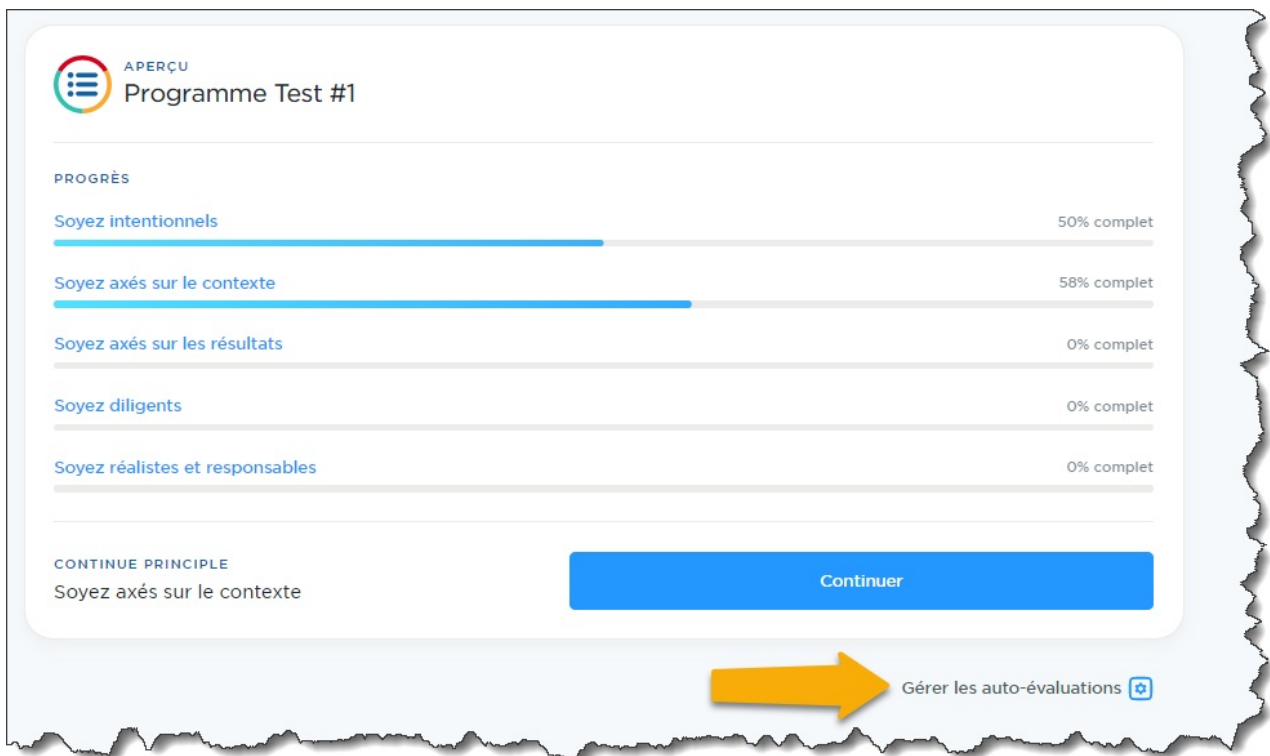 APERÇU
Programme Test #1
PROGRÈS
Soyez intentionnels
50% complet
Soyez axés sur le contexte
58% complet
Soyez axés sur les résultats
0% complet
Soyez diligents
0% complet
Soyez réalistes et responsables
0% complet
CONTINUE PRINCIPLE
Soyez axés sur le contexte
Continuer
Gérer les auto-évaluations